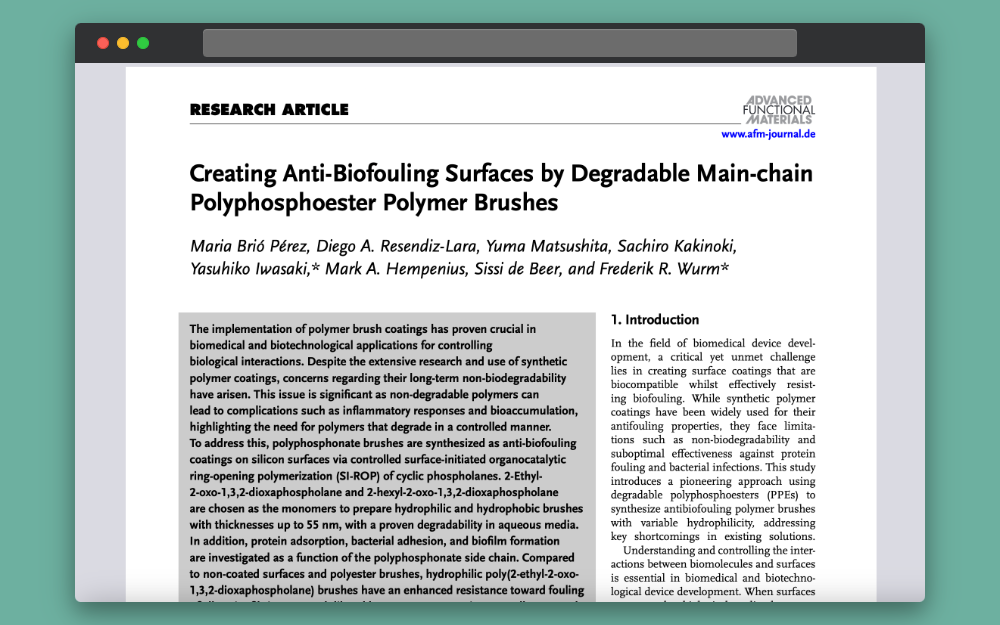 RESEARCH ARTICLE
ADVANCED
FUNCTIONAL
MATERIALS
www.afm-journal.de
Creating Anti-Biofouling Surfaces by Degradable Main-chain
Polyphosphoester Polymer Brushes
Maria Brió Pérez, Diego A. Resendiz-Lara, Yuma Matsushita, Sachiro Kakinoki,
Yasuhiko Iwasaki,* Mark A. Hempenius, Sissi de Beer, and Frederik R. Wurm*
The implementation of polymer brush coatings has proven crucial in
biomedical and biotechnological applications for controlling
biological interactions. Despite the extensive research and use of synthetic
polymer coatings, concerns regarding their long-term non-biodegradability
have arisen. This issue is significant as non-degradable polymers can
lead to complications such as inflammatory responses and bioaccumulation,
highlighting the need for polymers that degrade in a controlled manner.
To address this, polyphosphonate brushes are synthesized as anti-biofouling
coatings on silicon surfaces via controlled surface-initiated organocatalytic
ring-opening polymerization (SI-ROP) of cyclic phospholanes. 2-Ethyl-
2-oxo-1,3,2-dioxaphospholane and 2-hexyl-2-oxo-1,3,2-dioxaphospholane
are chosen as the monomers to prepare hydrophilic and hydrophobic brushes
with thicknesses up to 55 nm, with a proven degradability in aqueous media.
In addition, protein adsorption, bacterial adhesion, and biofilm formation
are investigated as a function of the polyphosphonate side chain. Compared
to non-coated surfaces and polyester brushes, hydrophilic poly(2-ethyl-2-oxo-
1,3,2-dioxaphospholane) brushes have an enhanced resistance toward fouling
1. Introduction
In the field of biomedical device devel-
opment, a critical yet unmet challenge
lies in creating surface coatings that are
biocompatible whilst effectively resist-
ing biofouling. While synthetic polymer
coatings have been widely used for their
antifouling properties, they face limita-
tions such as non-biodegradability and
suboptimal effectiveness against protein
fouling and bacterial infections. This study
introduces a pioneering approach using
degradable polyphosphoesters (PPEs) to
synthesize antibiofouling polymer brushes
with variable hydrophilicity, addressing
key shortcomings in existing solutions.
Understanding and controlling the inter-
actions between biomolecules and surfaces
is essential in biomedical and biotechno-
logical device development. When surfaces